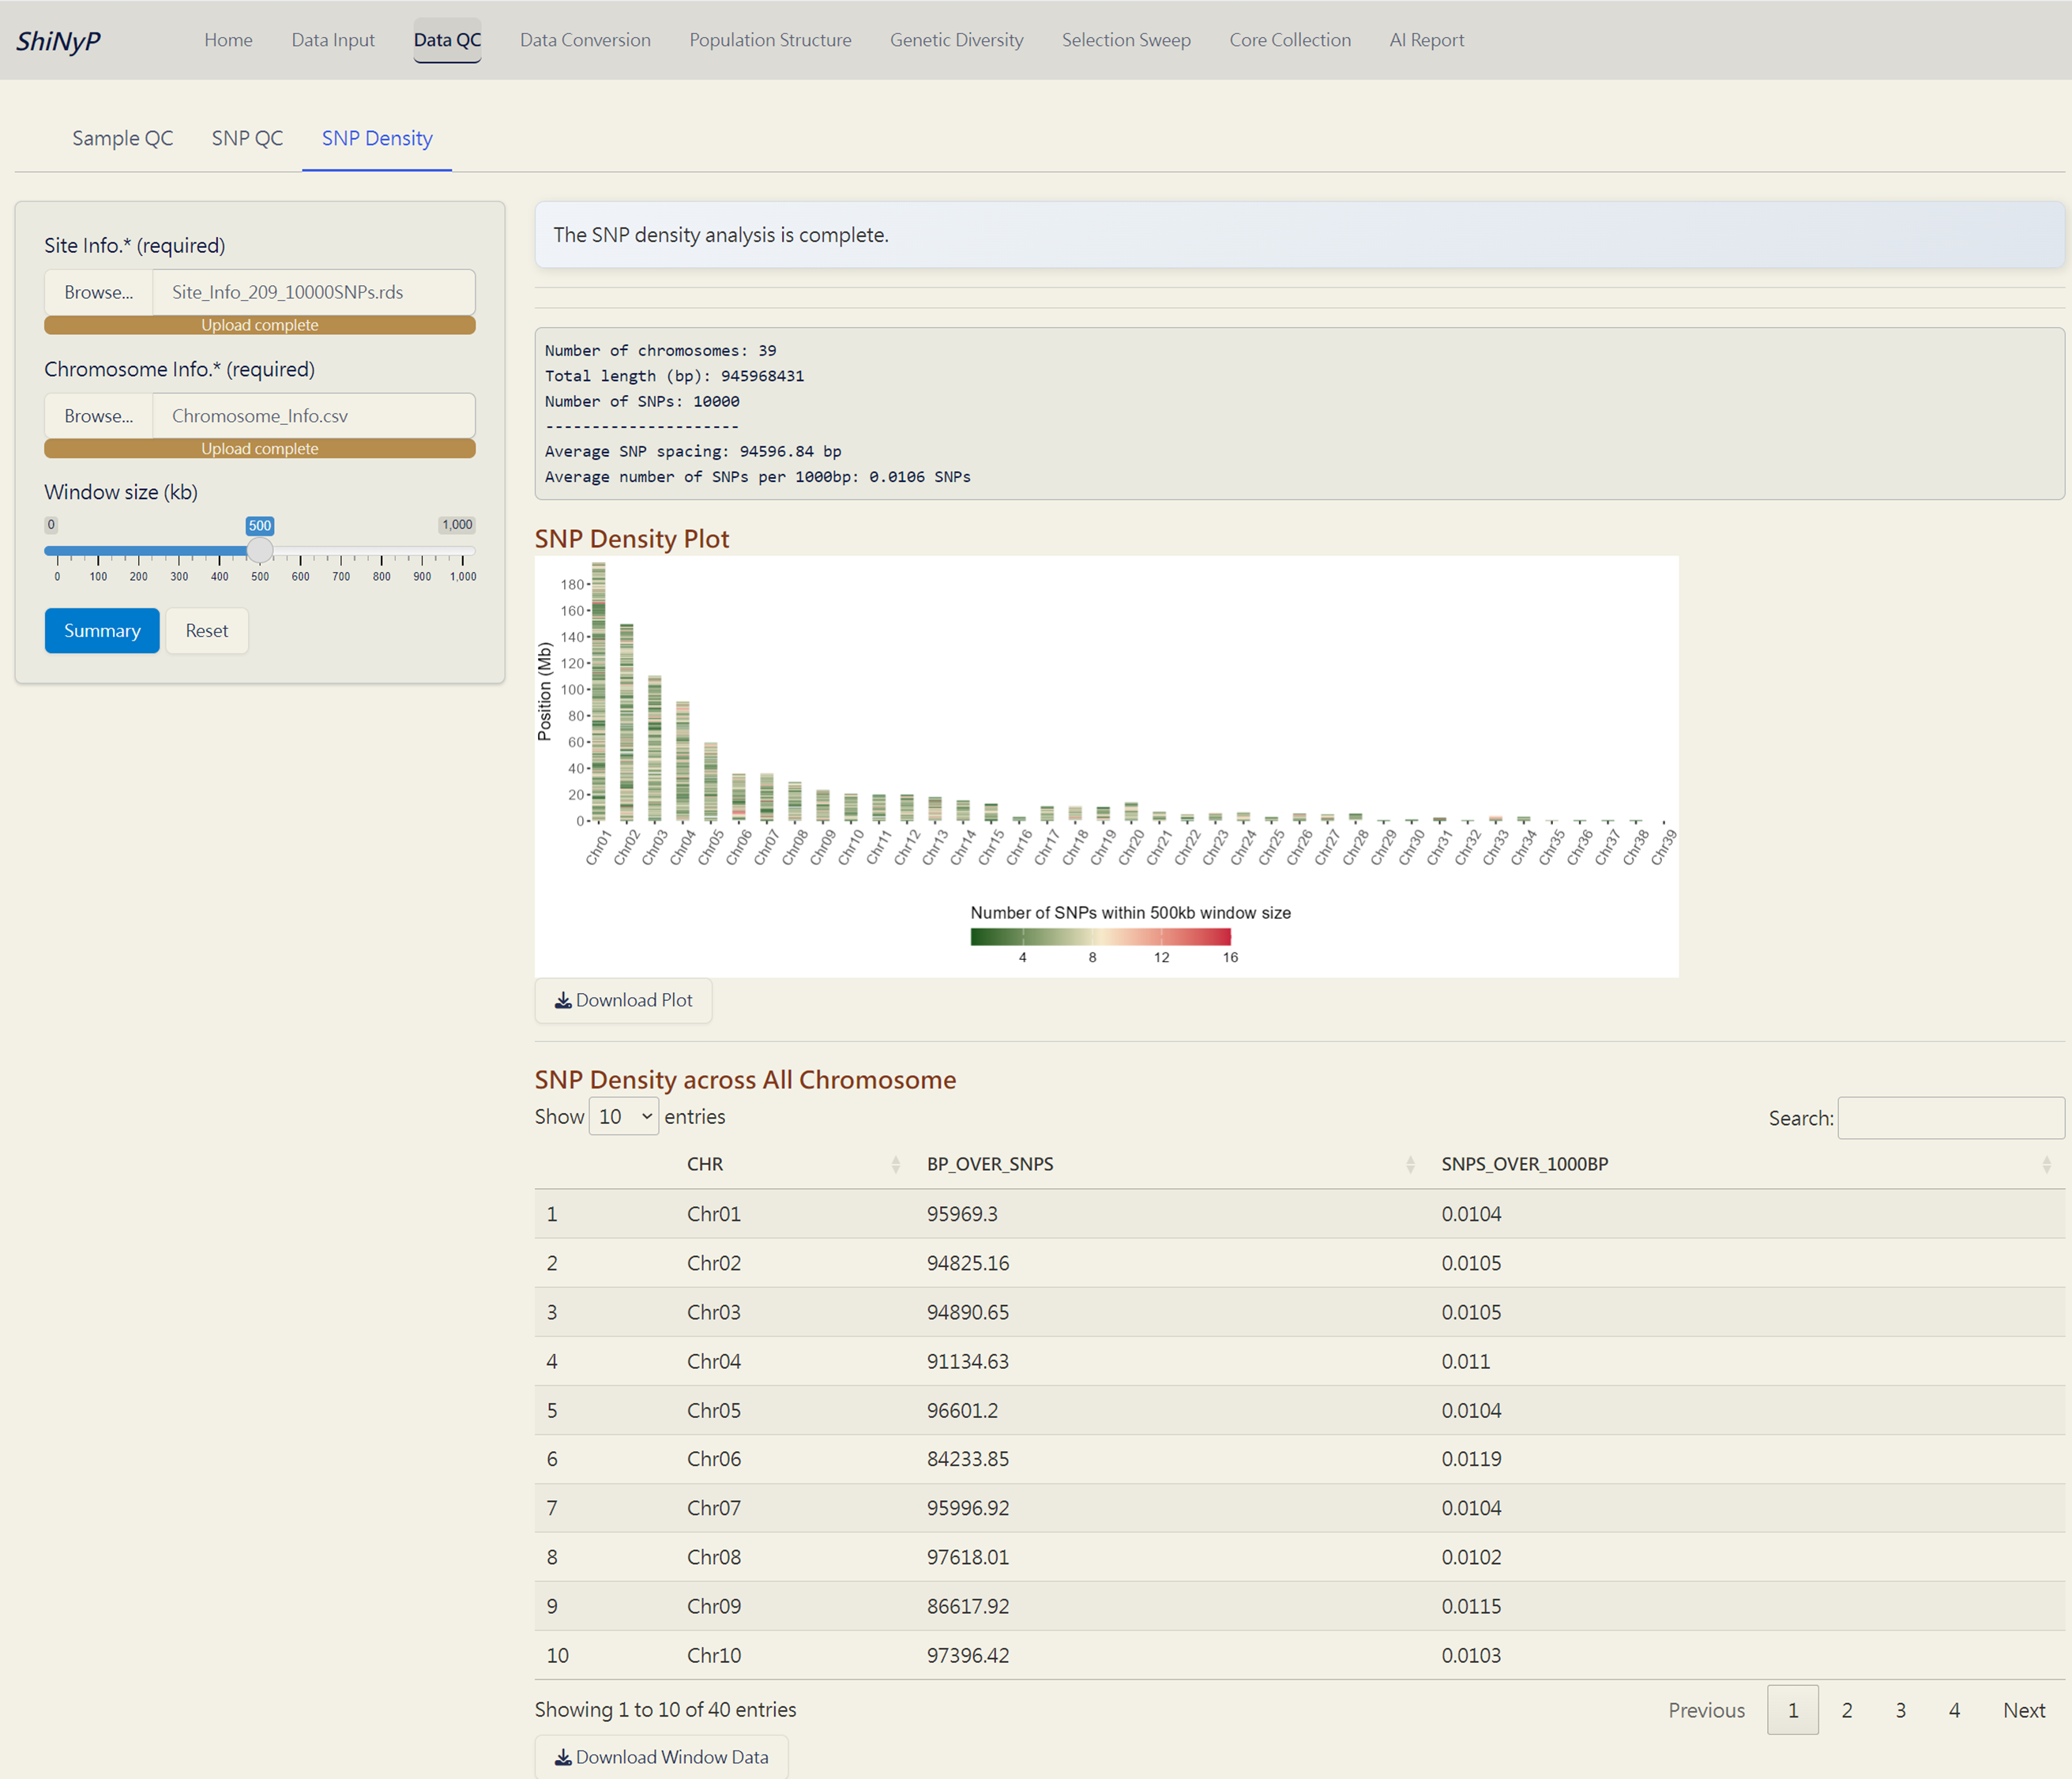 ShiNyP Home Data Input Data QC Data Conversion Population Structure Genetic Diversity Selection Sweep Core Collection AI Report
Sample QC SNP QC SNP Density
Site Info.* (required)
Browse... Site_Info_209_10000SNPs.rds
Upload complete
Chromosome Info.* (required)
Browse... Chromosome_Info.csv
Upload complete
Window size (kb)
0 500 1,000
0 100 200 300 400 500 600 700 800 900 1,000
Summary Reset
The SNP density analysis is complete.
Number of chromosomes: 39
Total length (bp): 945968431
Number of SNPs: 10000
---------------------
Average SNP spacing: 94596.84 bp
Average number of SNPs per 1000bp: 0.0106 SNPs
SNP Density Plot
Position (Mb)
180
160
140
120
100
80
60
40
20
0
Chr01 Chr02 Chr03 Chr04 Chr05 Chr06 Chr07 Chr08 Chr09 Chr10 Chr11 Chr12 Chr13 Chr14 Chr15 Chr16 Chr17 Chr18 Chr19 Chr20 Chr21 Chr22 Chr23 Chr24 Chr25 Chr26 Chr27 Chr28 Chr29 Chr30 Chr31 Chr32 Chr33 Chr34 Chr35 Chr36 Chr37 Chr38 Chr39
Number of SNPs within 500kb window size
4 8 12 16
Download Plot
SNP Density across All Chromosome
Show 10 entries Search:
CHR BP_OVER_SNPS SNPS_OVER_1000BP
1 Chr01 95969.3 0.0104
2 Chr02 94825.16 0.0105
3 Chr03 94890.65 0.0105
4 Chr04 91134.63 0.011
5 Chr05 96601.2 0.0104
6 Chr06 84233.85 0.0119
7 Chr07 95996.92 0.0104
8 Chr08 97618.01 0.0102
9 Chr09 86617.92 0.0115
10 Chr10 97396.42 0.0103
Showing 1 to 10 of 40 entries Previous 1 2 3 4 Next
Download Window Data